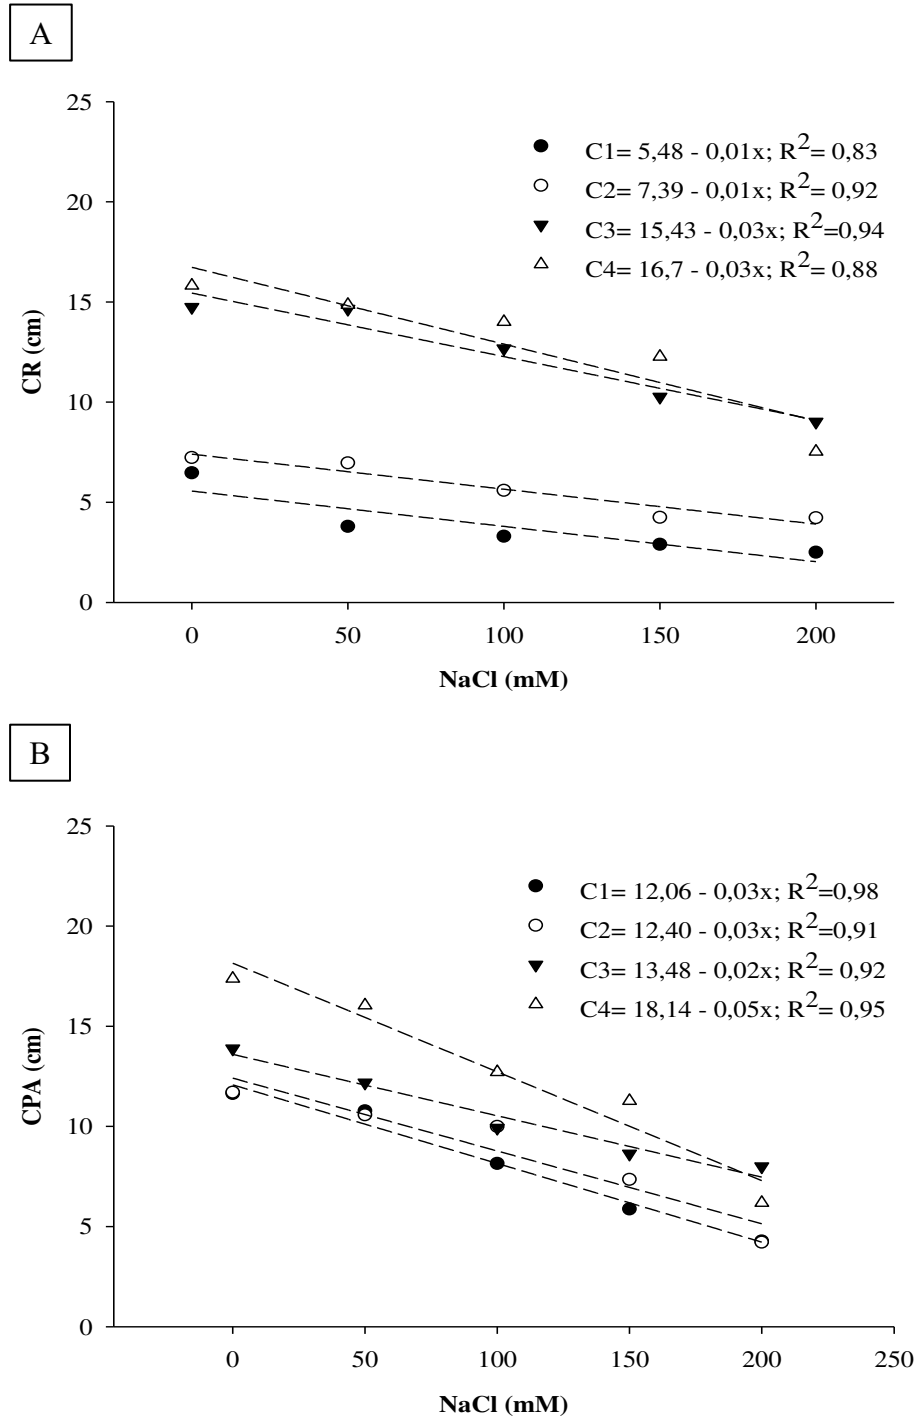 A
25
20
15
10
5
0
CR (cm)
C1= 5,48 - 0,01x; R²= 0,83
C2= 7,39 - 0,01x; R²= 0,92
C3= 15,43 - 0,03x; R²=0,94
C4= 16,7 - 0,03x; R²= 0,88
0 50 100 150 200
NaCl (mM)
B
25
20
15
10
5
0
CPA (cm)
C1= 12,06 - 0,03x; R²=0,98
C2= 12,40 - 0,03x; R²=0,91
C3= 13,48 - 0,02x; R²= 0,92
C4= 18,14 - 0,05x; R²= 0,95
0 50 100 150 200 250
NaCl (mM)